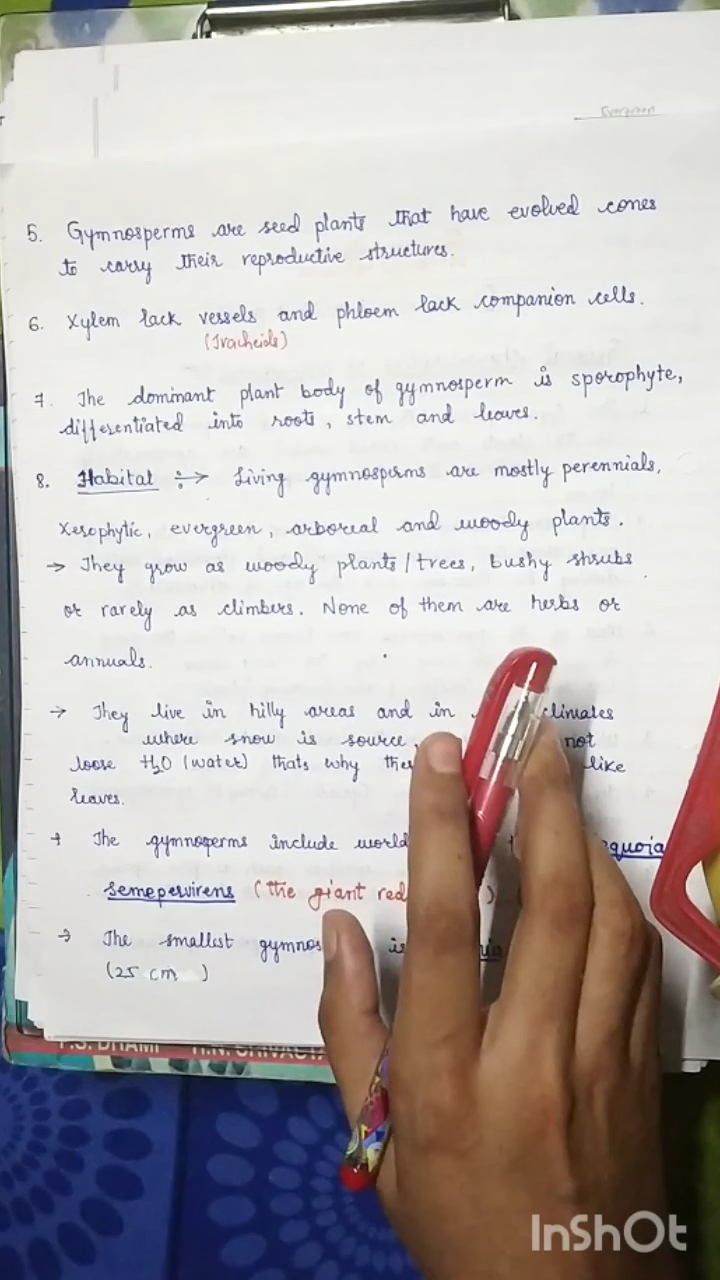 Evergreen
5. Gymnosperms are seed plants that have evolved cones
to carry their reproductive structures.
6. Xylem lack vessels and phloem lack companion cells.
(Tracheids)
7. The dominant plant body of gymnosperm is sporophyte,
differentiated into roots, stem and leaves.
8. Habitat ÷→ Living gymnosperms are mostly perennials,
Xerophytic, evergreen, arboreal and woody plants.
→ They grow as woody plants/trees, bushy shrubs
or rarely as climbers. None of them are herbs or
annuals.
→ They live in hilly areas and in climates
where snow is source not
loose H₂O (water) thats why like
leaves.
→ The gymnoperms include
semepervirens (the giant red )
→ The smallest is
(25 cm )
P.S. DHAMI
InShOt